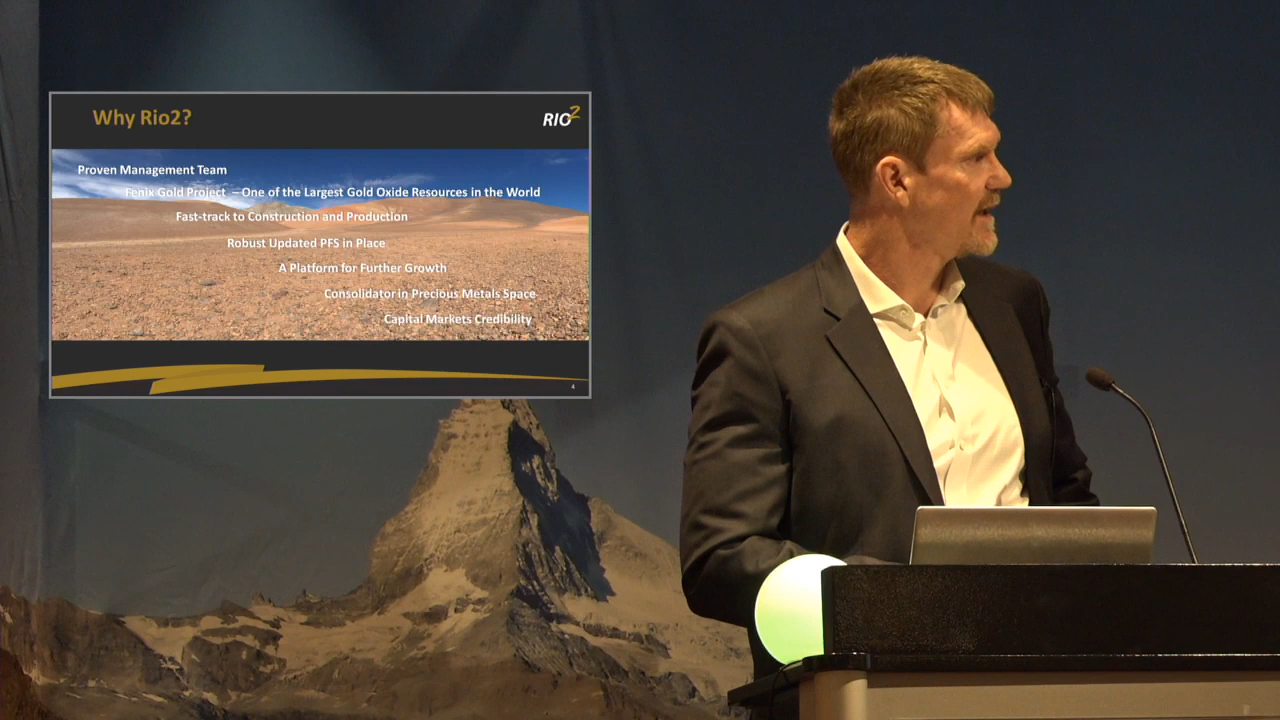 Why Rio2?
RIO2
Proven Management Team
Fenix Gold Project – One of the Largest Gold Oxide Resources in the World
Fast-track to Construction and Production
Robust Updated PFS in Place
A Platform for Further Growth
Consolidator in Precious Metals Space
Capital Markets Credibility
4